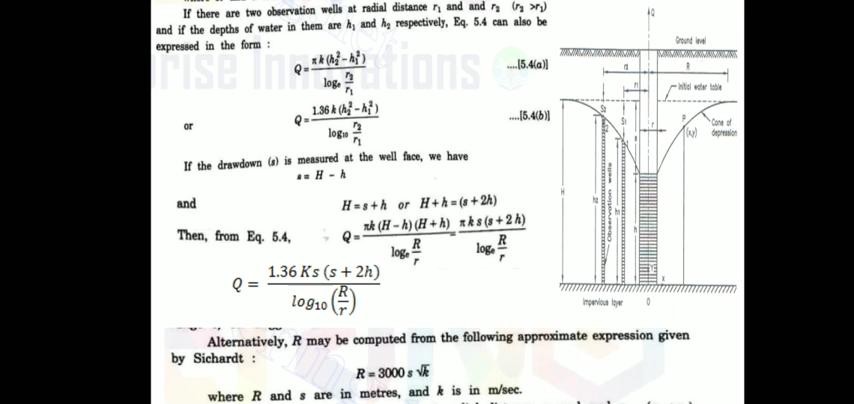 If there are two observation wells at radial distance r₁ and and r₂ (r₂ >r₁)
and if the depths of water in them are h₁ and h₂ respectively, Eq. 5.4 can also be
expressed in the form :
Q = πk (h₂² – h₁²) / logₑ r₂/r₁ ....[5.4(a)]
or Q = 1.36 k (h₂² – h₁²) / log₁₀ r₂/r₁ ....[5.4(b)]
If the drawdown (s) is measured at the well face, we have
s = H – h
and H = s + h or H + h = (s + 2h)
Then, from Eq. 5.4, Q = πk (H – h) (H + h) / logₑ R/r = πks (s + 2h) / logₑ R/r
Q = 1.36 Ks (s + 2h) / log₁₀ (R/r)
Alternatively, R may be computed from the following approximate expression given
by Sichardt :
R = 3000 s √k
where R and s are in metres, and k is in m/sec.
Q
Ground level
r₂
R
r₁
Initial water table
S₂
S₁
s
r
P
(x,y)
Cone of
depression
H
h₂
Observation wells
h₁
h
y
x
Impervious layer
O
rise Innovations